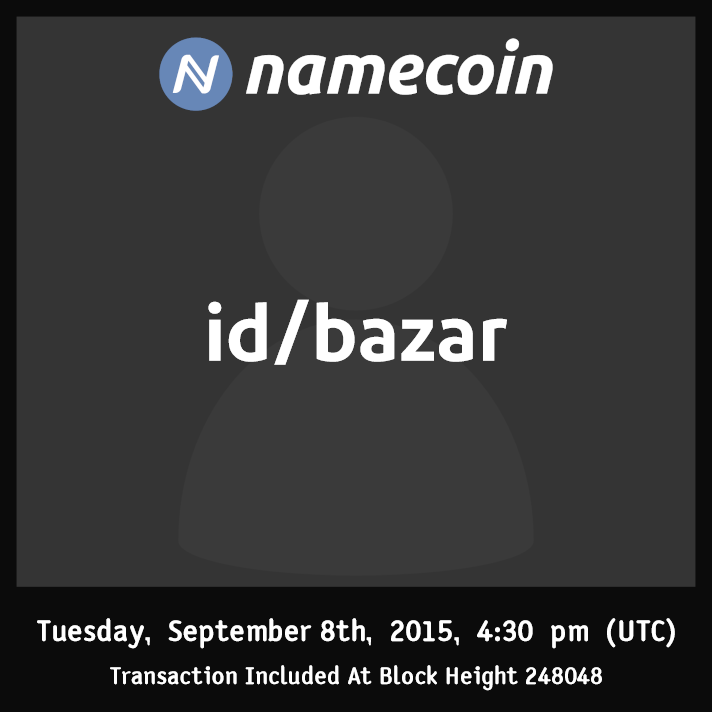 namecoin
id/bazar
Tuesday, September 8th, 2015, 4:30 pm (UTC)
Transaction Included At Block Height 248048